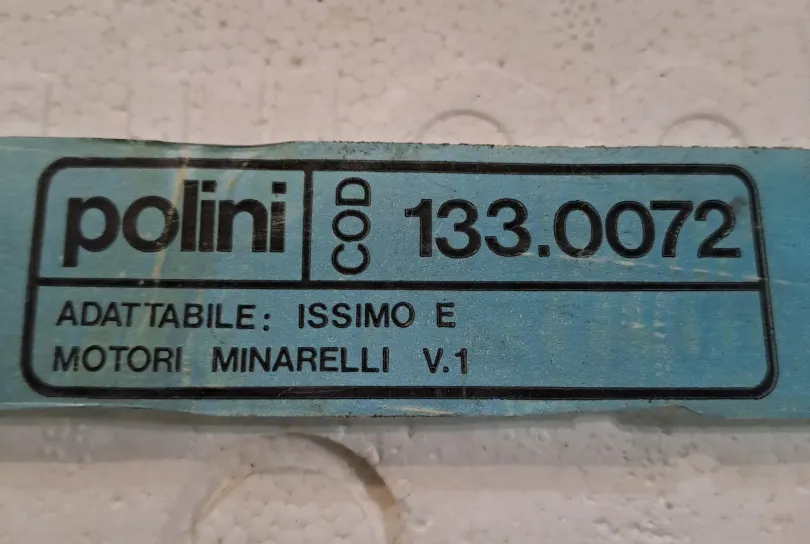 polini COD 133.0072
ADATTABILE: ISSIMO E
MOTORI MINARELLI V.1